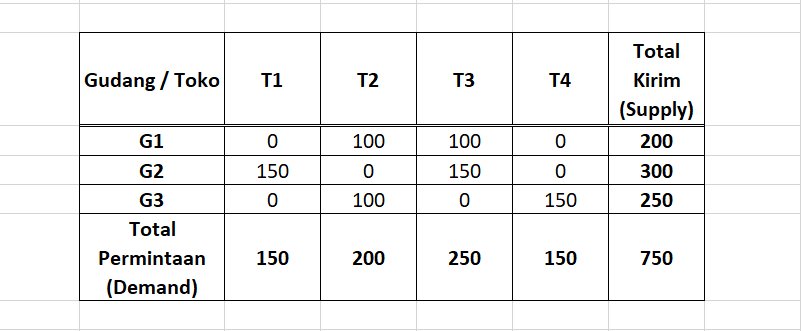 Gudang / Toko T1 T2 T3 T4 Total Kirim (Supply)
G1 0 100 100 0 200
G2 150 0 150 0 300
G3 0 100 0 150 250
Total Permintaan (Demand) 150 200 250 150 750